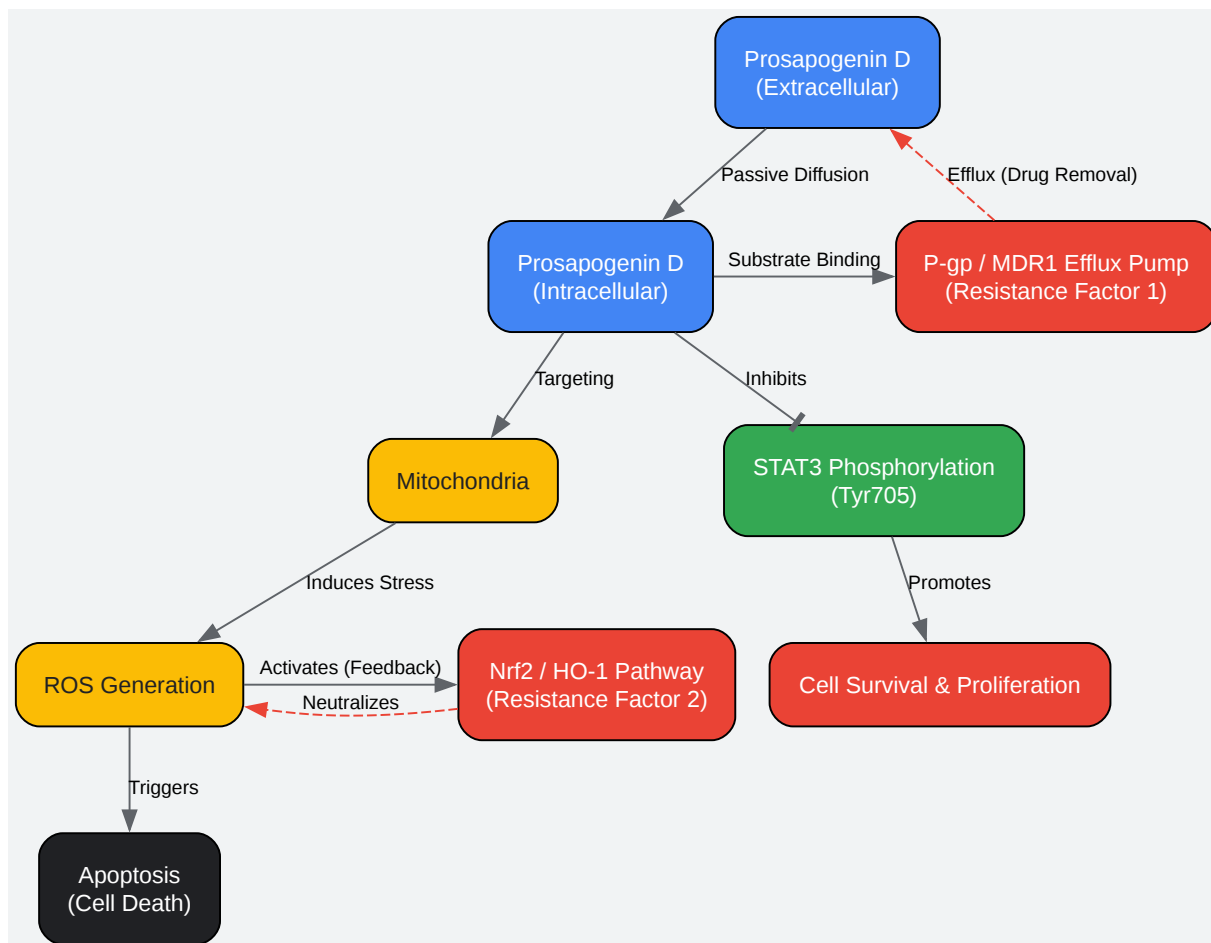 Prosapogenin D
(Extracellular)
Passive Diffusion
Efflux (Drug Removal)
Prosapogenin D
(Intracellular)
Substrate Binding
P-gp / MDR1 Efflux Pump
(Resistance Factor 1)
Targeting
Inhibits
Mitochondria
STAT3 Phosphorylation
(Tyr705)
Induces Stress
Promotes
ROS Generation
Activates (Feedback)
Neutralizes
Nrf2 / HO-1 Pathway
(Resistance Factor 2)
Cell Survival & Proliferation
Triggers
Apoptosis
(Cell Death)